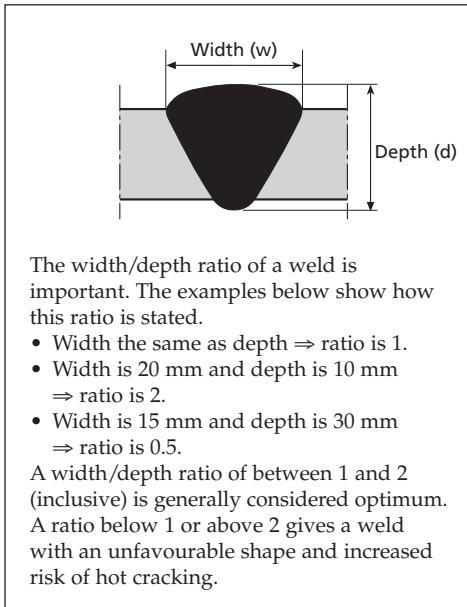 Width (w)
Depth (d)
The width/depth ratio of a weld is
important. The examples below show how
this ratio is stated.
• Width the same as depth ⇒ ratio is 1.
• Width is 20 mm and depth is 10 mm
⇒ ratio is 2.
• Width is 15 mm and depth is 30 mm
⇒ ratio is 0.5.
A width/depth ratio of between 1 and 2
(inclusive) is generally considered optimum.
A ratio below 1 or above 2 gives a weld
with an unfavourable shape and increased
risk of hot cracking.